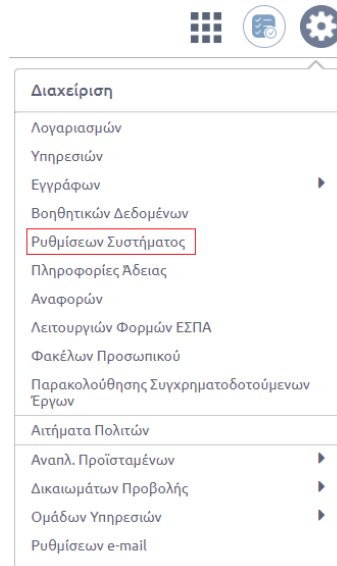 Διαχείριση
Λογαριασμών
Υπηρεσιών
Εγγράφων
Βοηθητικών Δεδομένων
Ρυθμίσεων Συστήματος
Πληροφορίες Άδειας
Αναφορών
Λειτουργιών Φορμών ΕΣΠΑ
Φακέλων Προσωπικού
Παρακολούθησης Συγχρηματοδοτούμενων
Έργων
Αιτήματα Πολιτών
Αναπλ. Προϊσταμένων
Δικαιωμάτων Προβολής
Ομάδων Υπηρεσιών
Ρυθμίσεων e-mail